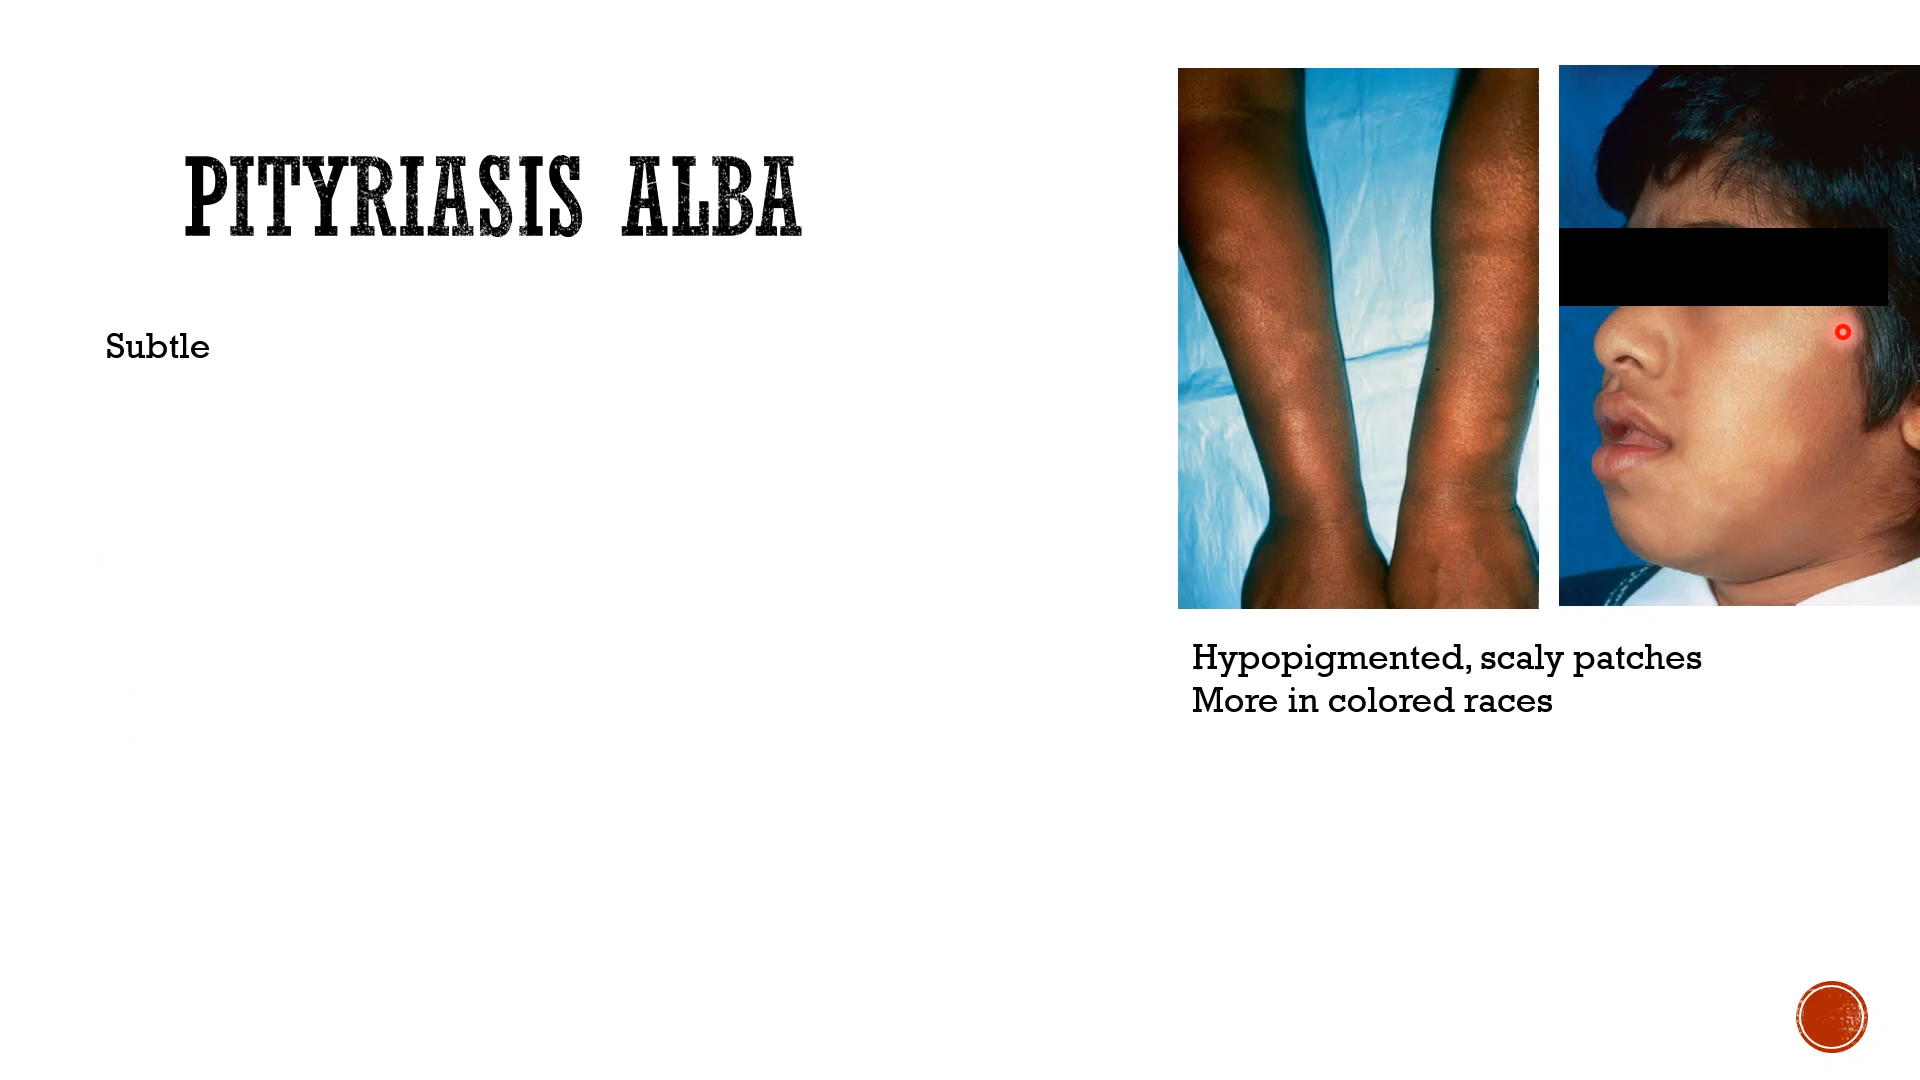 PITYRIASIS ALBA
Subtle
Hypopigmented, scaly patches
More in colored races